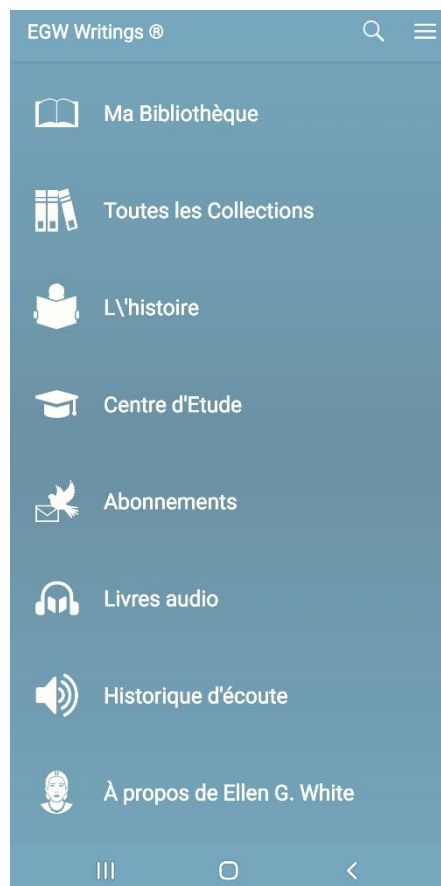 EGW Writings ®
Ma Bibliothèque
Toutes les Collections
L\'histoire
Centre d'Etude
Abonnements
Livres audio
Historique d'écoute
À propos de Ellen G. White